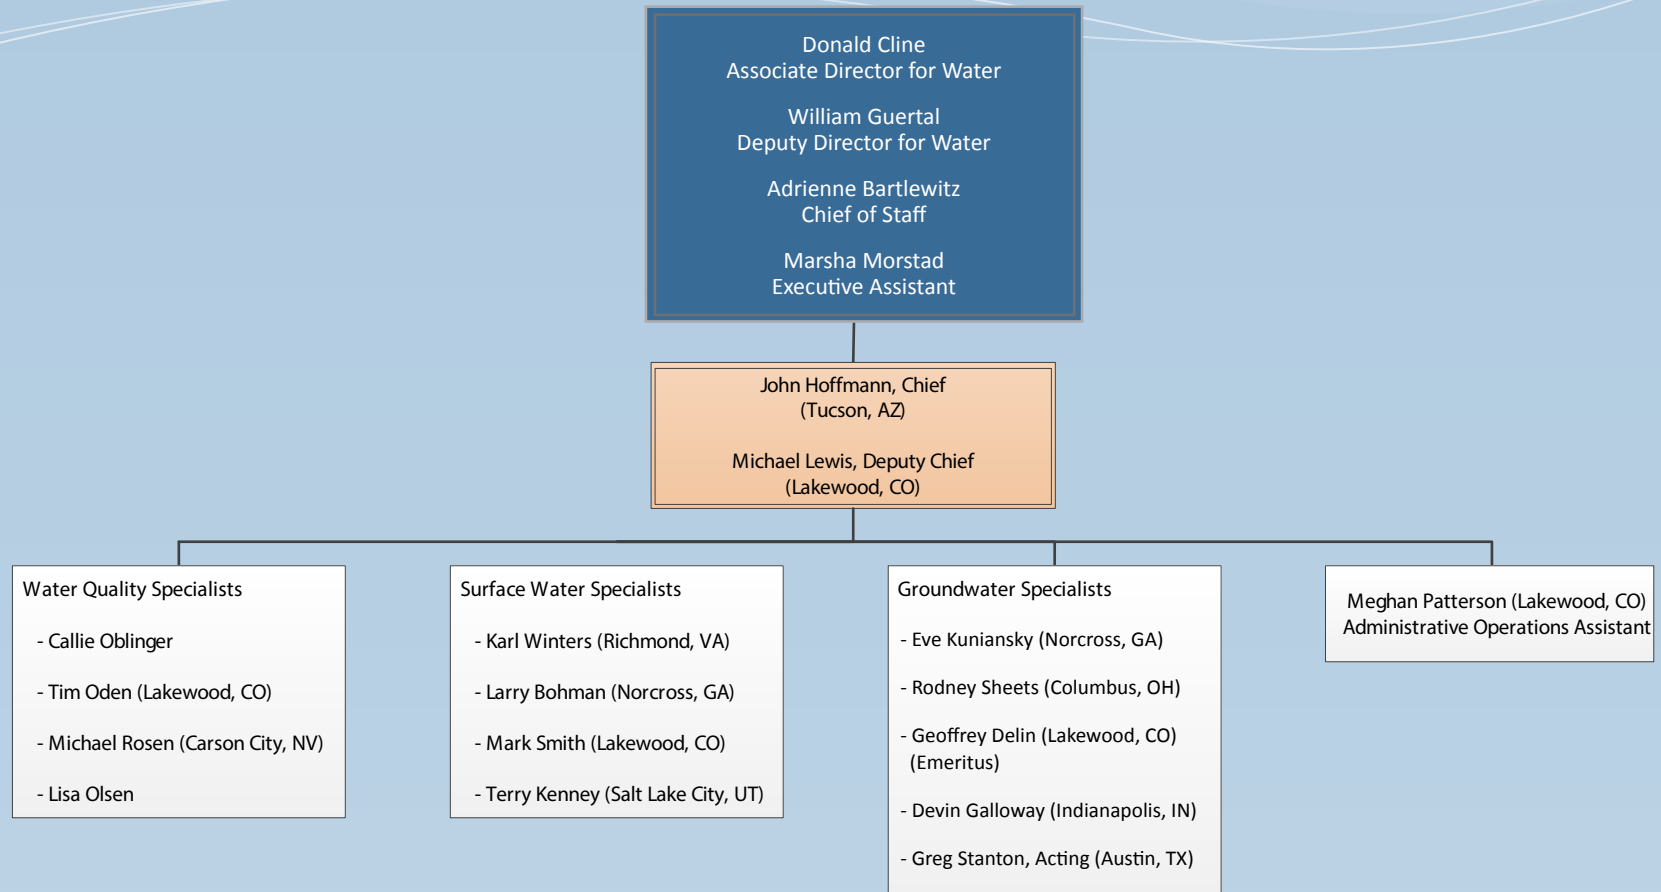 Donald Cline
Associate Director for Water
William Guertal
Deputy Director for Water
Adrienne Bartlewitz
Chief of Staff
Marsha Morstad
Executive Assistant
John Hoffmann, Chief
(Tucson, AZ)
Michael Lewis, Deputy Chief
(Lakewood, CO)
Water Quality Specialists
- Callie Oblinger
- Tim Oden (Lakewood, CO)
- Michael Rosen (Carson City, NV)
- Lisa Olsen
Surface Water Specialists
- Karl Winters (Richmond, VA)
- Larry Bohman (Norcross, GA)
- Mark Smith (Lakewood, CO)
- Terry Kenney (Salt Lake City, UT)
Groundwater Specialists
- Eve Kuniansky (Norcross, GA)
- Rodney Sheets (Columbus, OH)
- Geoffrey Delin (Lakewood, CO)
(Emeritus)
- Devin Galloway (Indianapolis, IN)
- Greg Stanton, Acting (Austin, TX)
Meghan Patterson (Lakewood, CO)
Administrative Operations Assistant